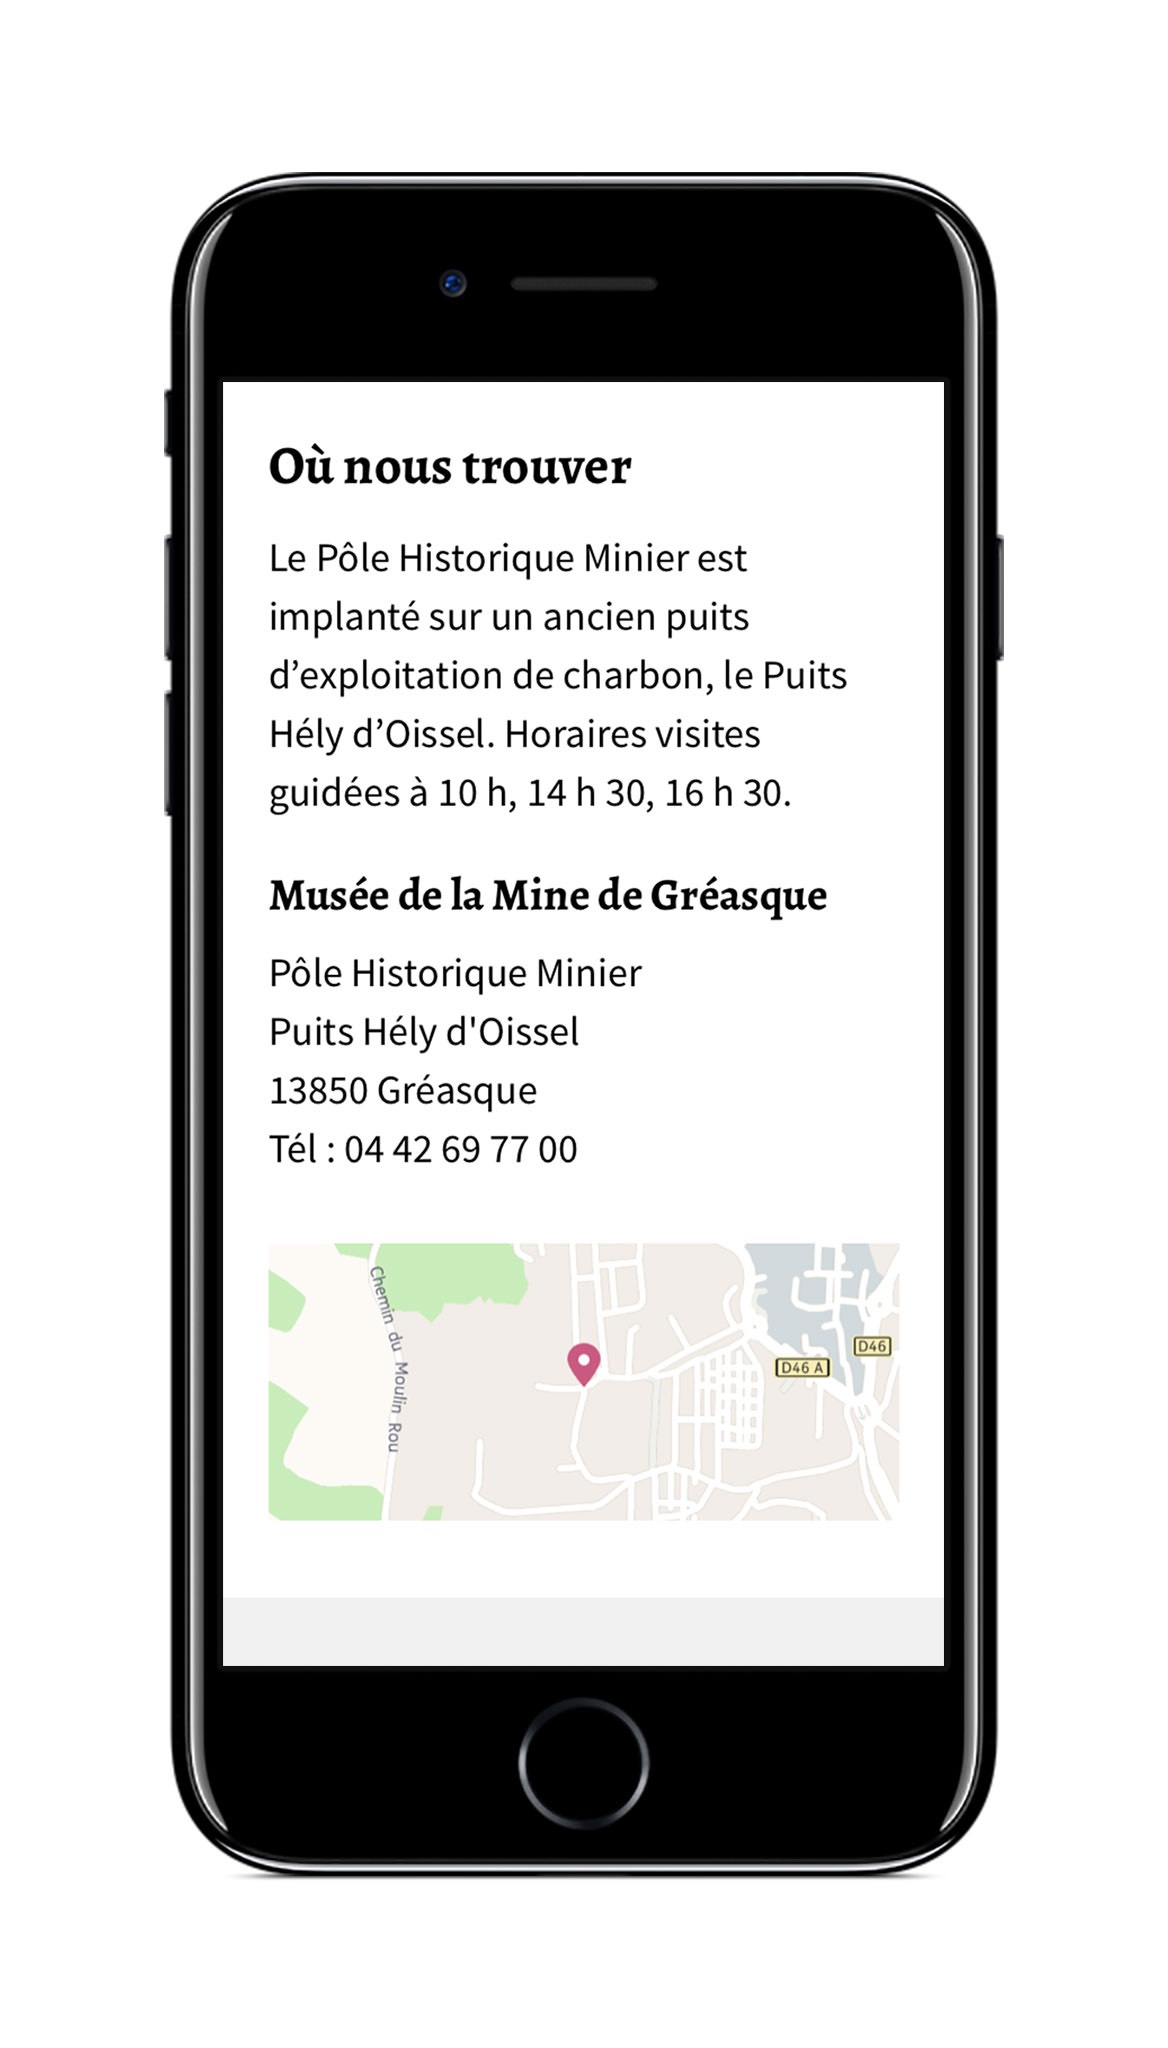 Où nous trouver
Le Pôle Historique Minier est
implanté sur un ancien puits
d’exploitation de charbon, le Puits
Hély d’Oissel. Horaires visites
guidées à 10 h, 14 h 30, 16 h 30.
Musée de la Mine de Gréasque
Pôle Historique Minier
Puits Hély d'Oissel
13850 Gréasque
Tél : 04 42 69 77 00
Chemin du Moulin Rou
D46
D46 A